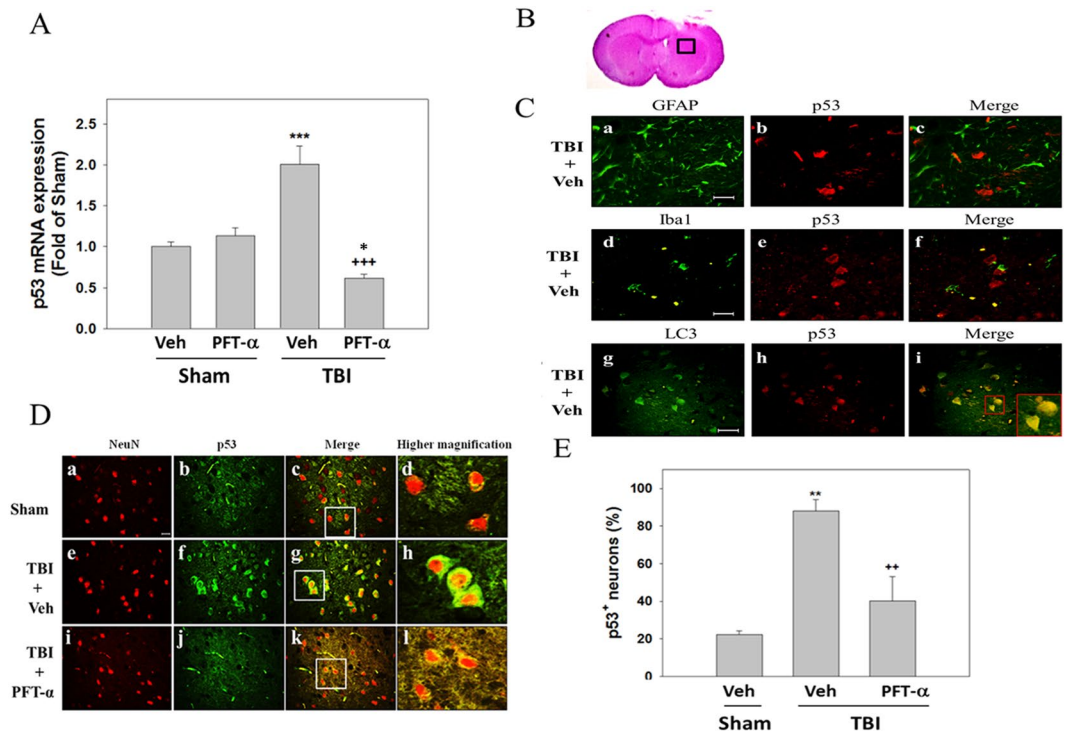 A
p53 mRNA expression
(Fold of Sham)
2.5
2.0
1.5
1.0
0.5
0.0
***
*
+++
Veh PFT-α Veh PFT-α
Sham TBI
B
C
GFAP p53 Merge
TBI
+
Veh
a b c
Iba1 p53 Merge
TBI
+
Veh
d e f
LC3 p53 Merge
TBI
+
Veh
g h i
D
NeuN p53 Merge Higher magnification
Sham
a b c d
TBI
+
Veh
e f g h
TBI
+
PFT-α
i j k l
E
p53+ neurons (%)
100
80
60
40
20
0
**
++
Veh Veh PFT-α
Sham TBI